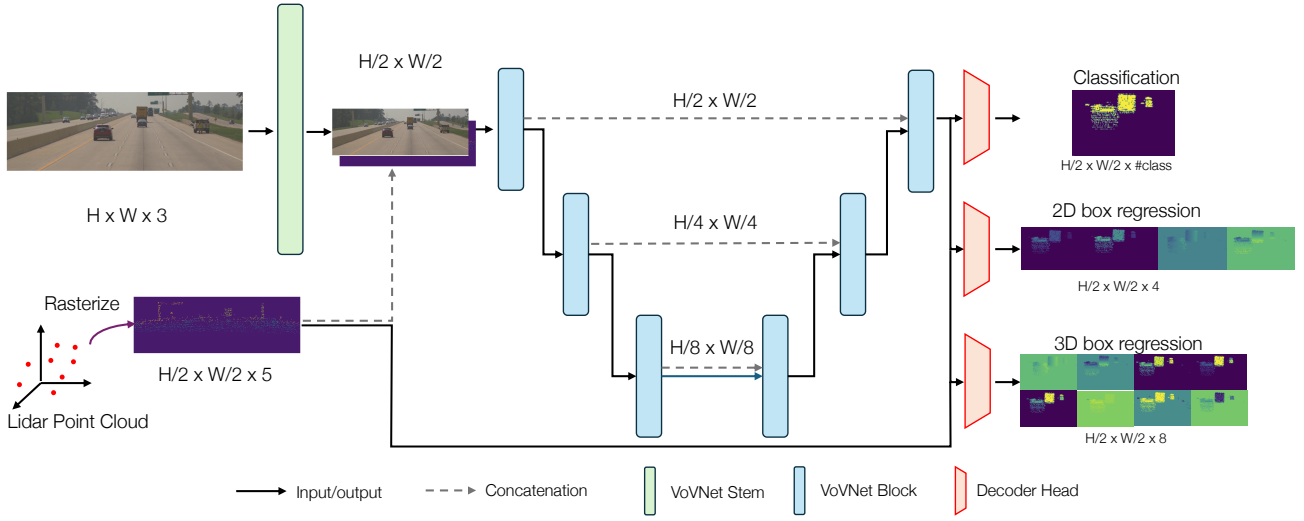 H/2 x W/2
H/2 x W/2
Classification
H/2 x W/2 x #class
H x W x 3
H/4 x W/4
2D box regression
H/2 x W/2 x 4
Rasterize
H/8 x W/8
3D box regression
H/2 x W/2 x 5
Lidar Point Cloud
H/2 x W/2 x 8
Input/output
Concatenation
VoVNet Stem
VoVNet Block
Decoder Head